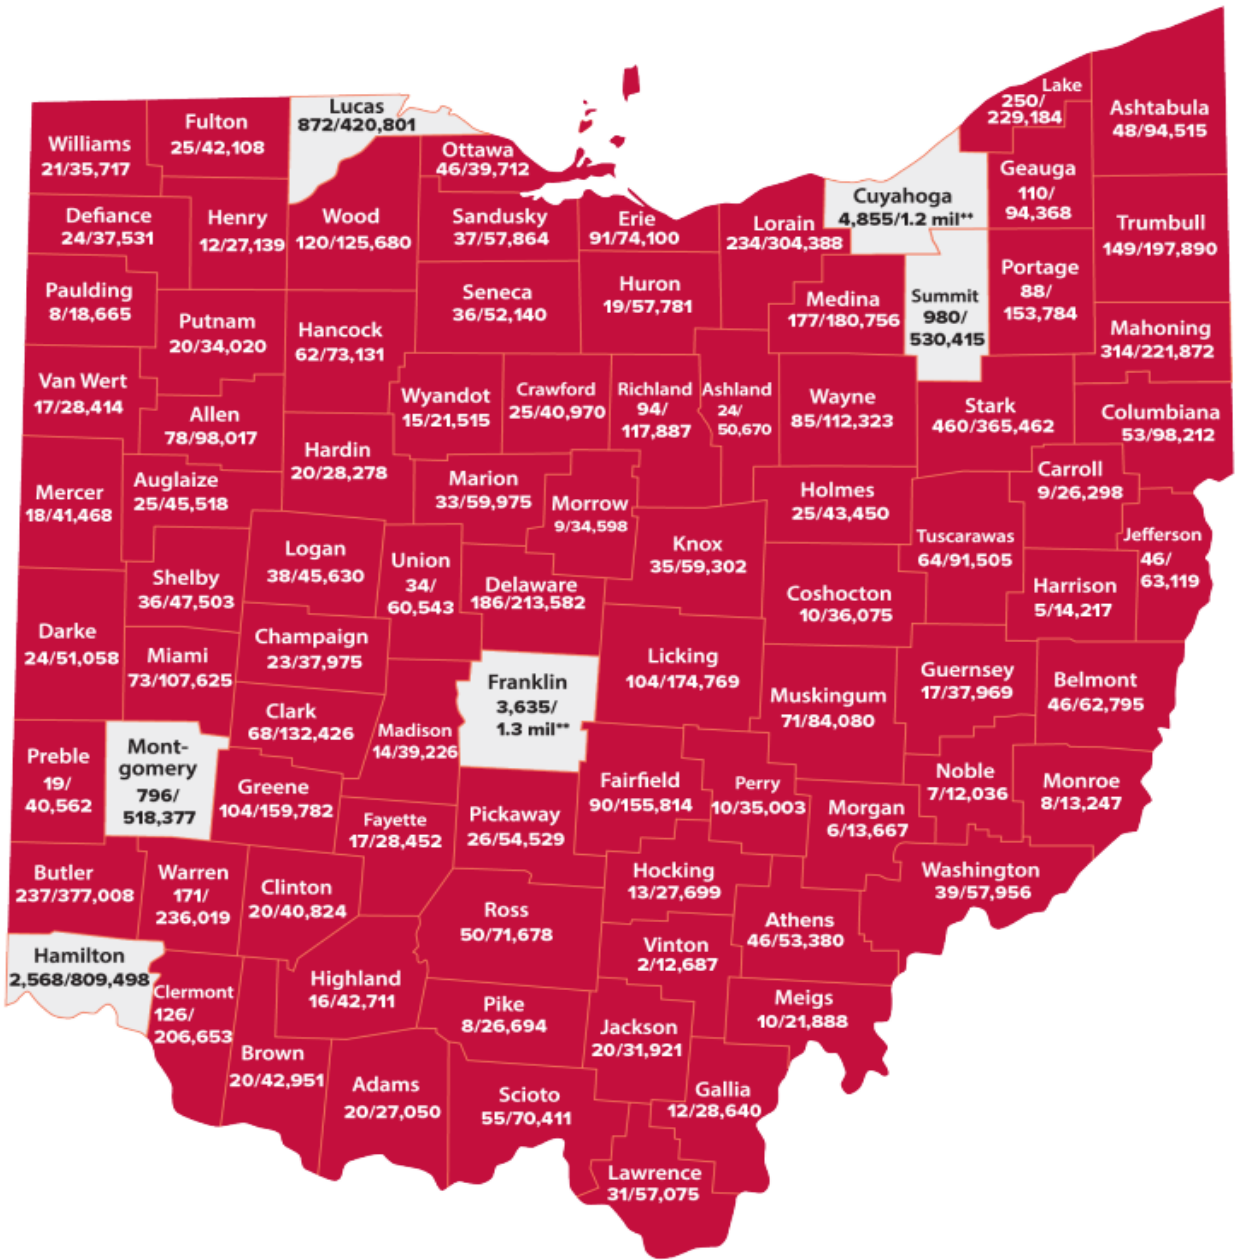 Lake
250/
229,184
Ashtabula
48/94,515
Lucas
872/420,801
Fulton
25/42,108
Williams
21/35,717
Ottawa
46/39,712
Geauga
110/
94,368
Cuyahoga
4,855/1.2 mil**
Defiance
24/37,531
Henry
12/27,139
Wood
120/125,680
Sandusky
37/57,864
Erie
91/74,100
Lorain
234/304,388
Trumbull
149/197,890
Paulding
8/18,665
Putnam
20/34,020
Hancock
62/73,131
Seneca
36/52,140
Huron
19/57,781
Medina
177/180,756
Summit
980/
530,415
Portage
88/
153,784
Mahoning
314/221,872
Van Wert
17/28,414
Allen
78/98,017
Wyandot
15/21,515
Crawford
25/40,970
Richland
94/
117,887
Ashland
24/
50,670
Wayne
85/112,323
Stark
460/365,462
Columbiana
53/98,212
Hardin
20/28,278
Mercer
18/41,468
Auglaize
25/45,518
Marion
33/59,975
Morrow
9/34,598
Holmes
25/43,450
Carroll
9/26,298
Logan
38/45,630
Union
34/
60,543
Knox
35/59,302
Tuscarawas
64/91,505
Jefferson
46/
63,119
Shelby
36/47,503
Delaware
186/213,582
Coshocton
10/36,075
Harrison
5/14,217
Darke
24/51,058
Miami
73/107,625
Champaign
23/37,975
Licking
104/174,769
Franklin
3,635/
1.3 mil**
Muskingum
71/84,080
Guernsey
17/37,969
Belmont
46/62,795
Clark
68/132,426
Madison
14/39,226
Preble
19/
40,562
Mont-
gomery
796/
518,377
Greene
104/159,782
Fairfield
90/155,814
Perry
10/35,003
Noble
7/12,036
Monroe
8/13,247
Fayette
17/28,452
Pickaway
26/54,529
Morgan
6/13,667
Butler
237/377,008
Warren
171/
236,019
Clinton
20/40,824
Hocking
13/27,699
Washington
39/57,956
Ross
50/71,678
Athens
46/53,380
Vinton
2/12,687
Hamilton
2,568/809,498
Clermont
126/
206,653
Highland
16/42,711
Pike
8/26,694
Jackson
20/31,921
Meigs
10/21,888
Brown
20/42,951
Adams
20/27,050
Scioto
55/70,411
Gallia
12/28,640
Lawrence
31/57,075